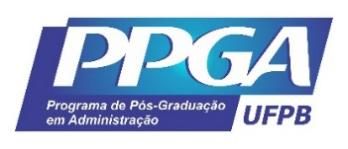 PPGA
Programa de Pós-Graduação
em Administração
UFPB